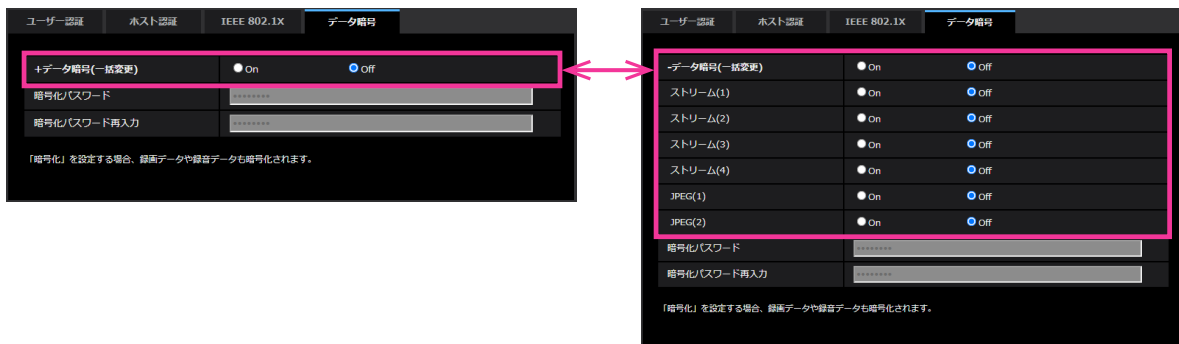 ユーザー認証 ホスト認証 IEEE 802.1X データ暗号
+データ暗号(一括変更) On Off
暗号化パスワード ••••••••
暗号化パスワード再入力 ••••••••
「暗号化」を設定する場合、録画データや録音データも暗号化されます。
ユーザー認証 ホスト認証 IEEE 802.1X データ暗号
-データ暗号(一括変更) On Off
ストリーム(1) On Off
ストリーム(2) On Off
ストリーム(3) On Off
ストリーム(4) On Off
JPEG(1) On Off
JPEG(2) On Off
暗号化パスワード ••••••••
暗号化パスワード再入力 ••••••••
「暗号化」を設定する場合、録画データや録音データも暗号化されます。